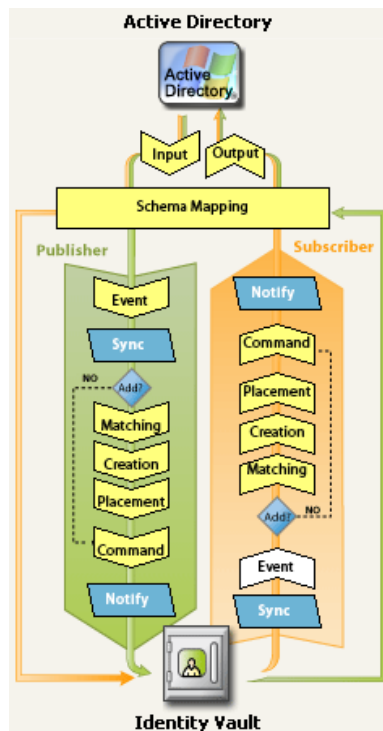 Active Directory
Active
Directory
Input
Output
Schema Mapping
Publisher
Event
Sync
NO
Add?
Matching
Creation
Placement
Command
Notify
Subscriber
Notify
Command
Placement
Creation
Matching
Add?
NO
Event
Sync
Identity Vault